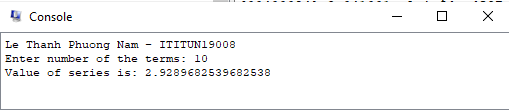 Console
Le Thanh Phuong Nam - ITITUN19008
Enter number of the terms: 10
Value of series is: 2.9289682539682538